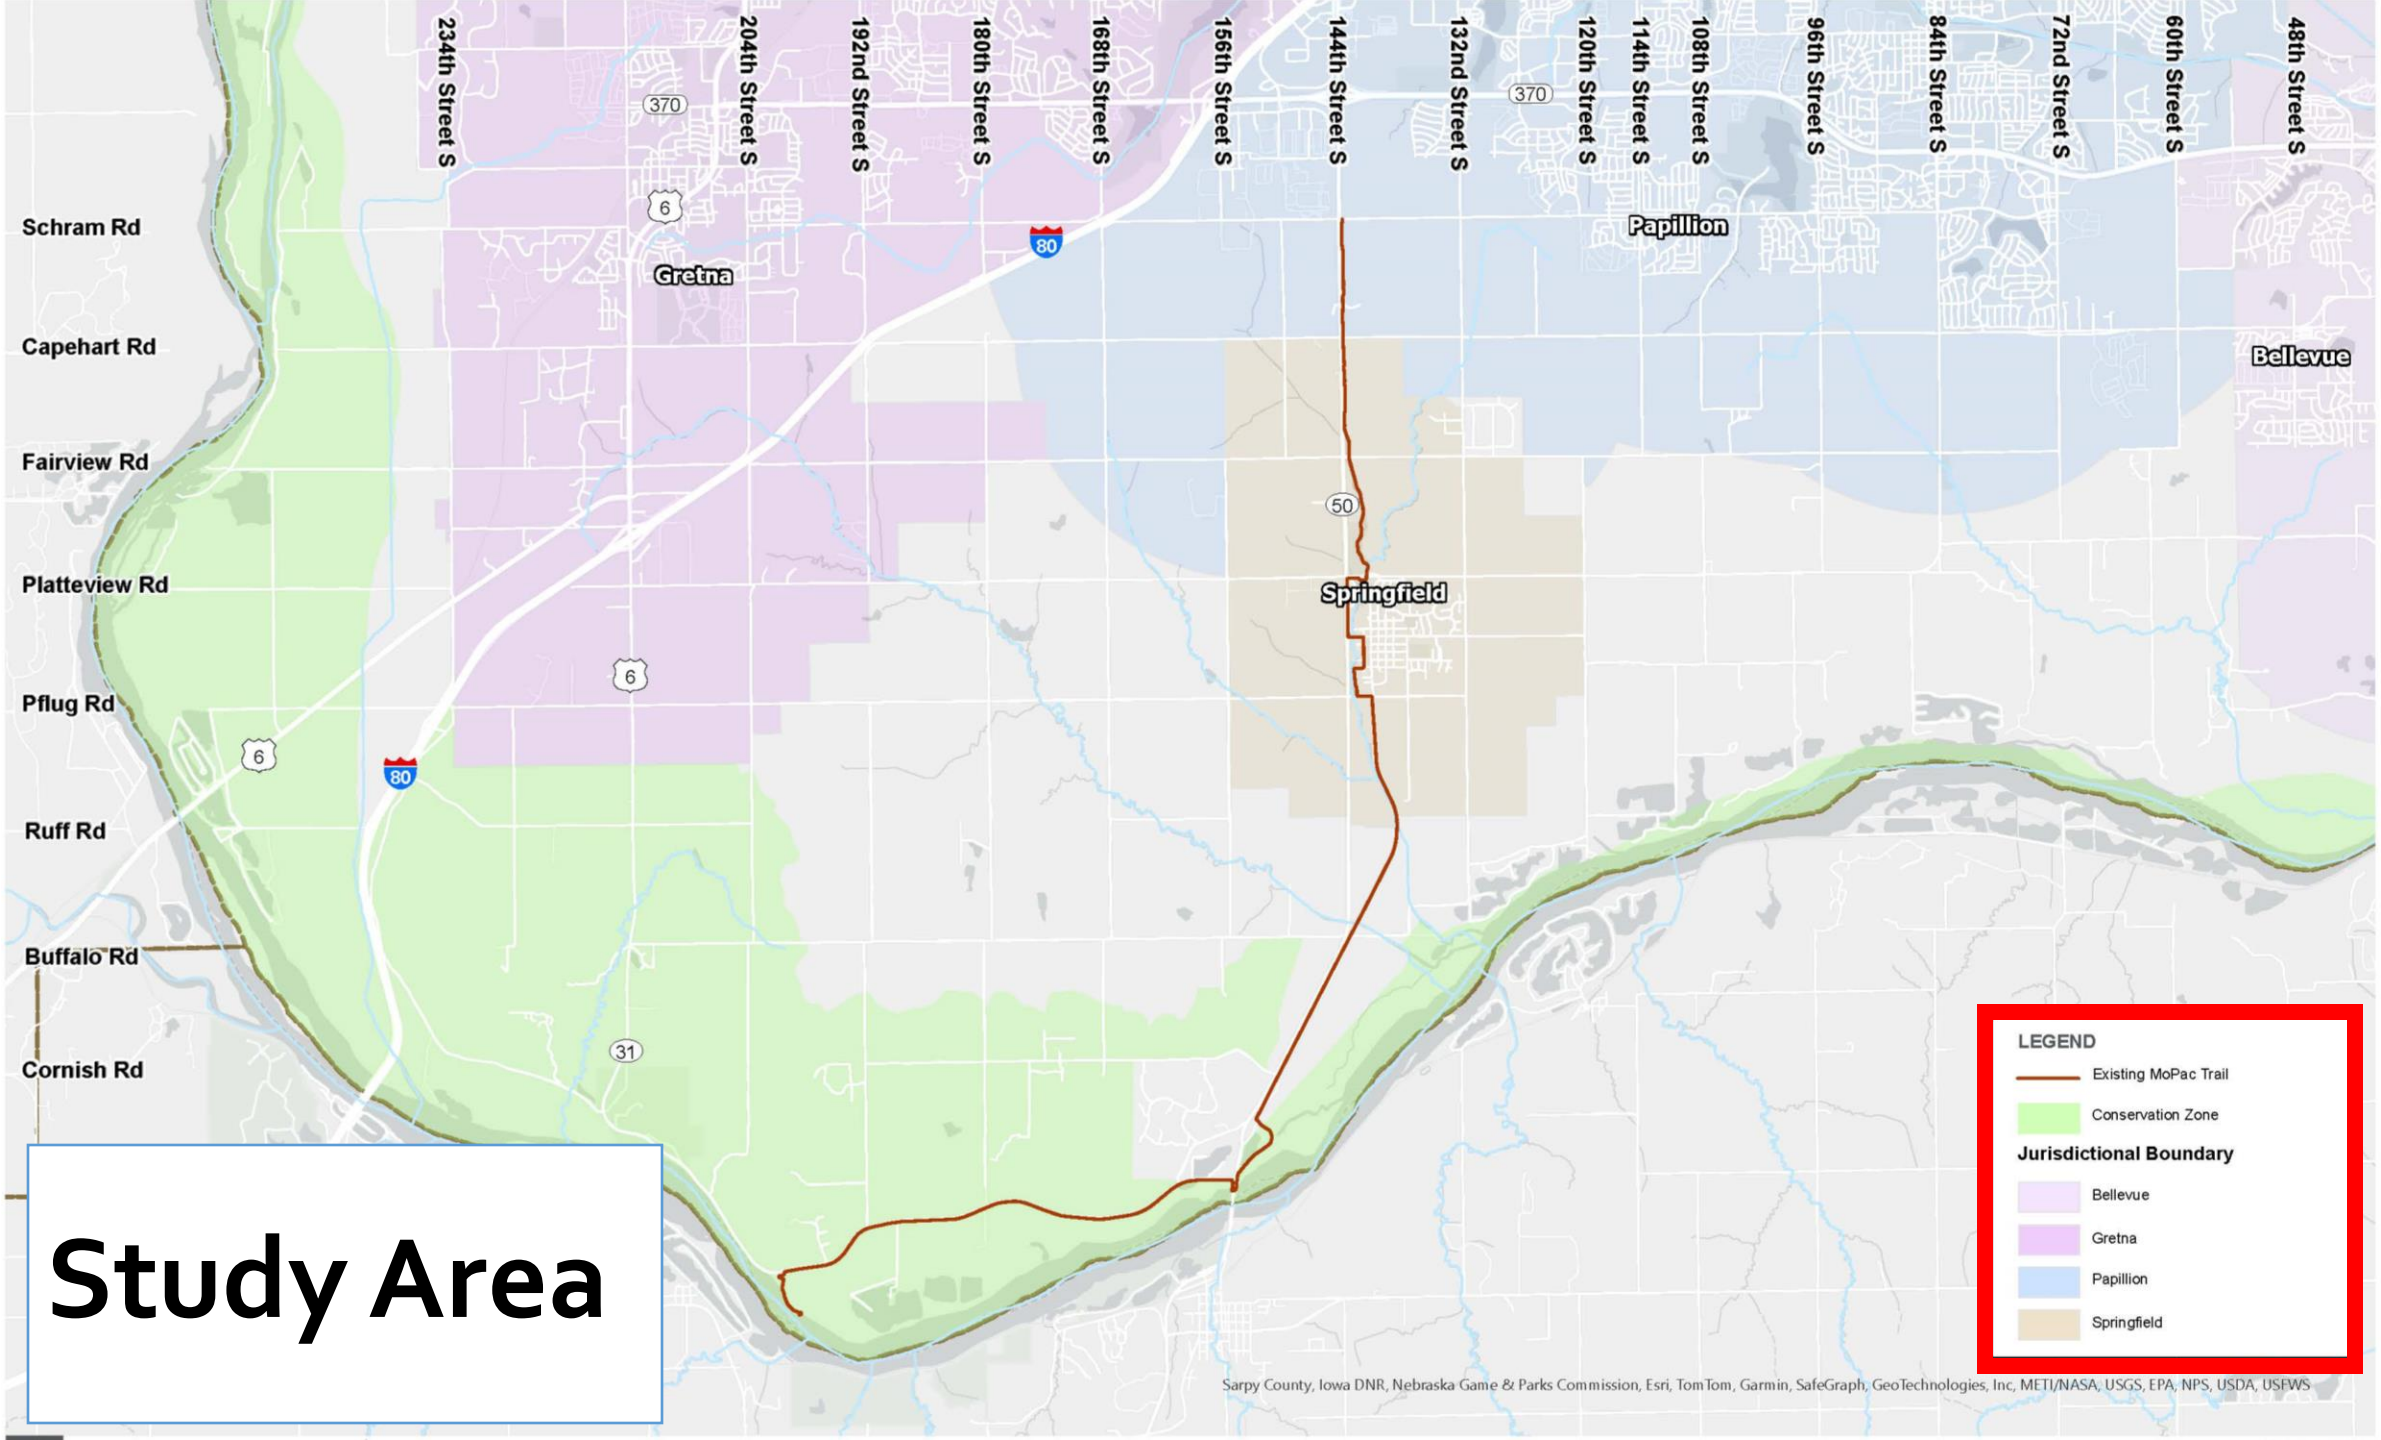 234th Street S
204th Street S
192nd Street S
180th Street S
168th Street S
156th Street S
144th Street S
132nd Street S
120th Street S
114th Street S
108th Street S
96th Street S
84th Street S
72nd Street S
60th Street S
48th Street S
370
370
6
Schram Rd
Papillion
80
Gretna
Capehart Rd
Bellevue
Fairview Rd
50
Platteview Rd
Springfield
6
Pflug Rd
6
80
Ruff Rd
Buffalo Rd
31
Cornish Rd
LEGEND
Existing MoPac Trail
Conservation Zone
Jurisdictional Boundary
Bellevue
Gretna
Papillion
Springfield
Study Area
Sarpy County, Iowa DNR, Nebraska Game & Parks Commission, Esri, TomTom, Garmin, SafeGraph, GeoTechnologies, Inc, METI/NASA, USGS, EPA, NPS, USDA, USFWS